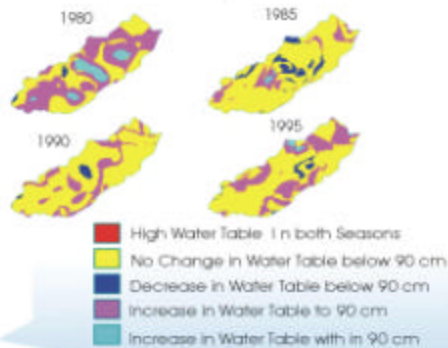 1980
1985
1990
1995
High Water Table I n both Seasons
No Change in Water Table below 90 cm
Decrease in Water Table below 90 cm
Increase in Water Table to 90 cm
Increase in Water Table with in 90 cm